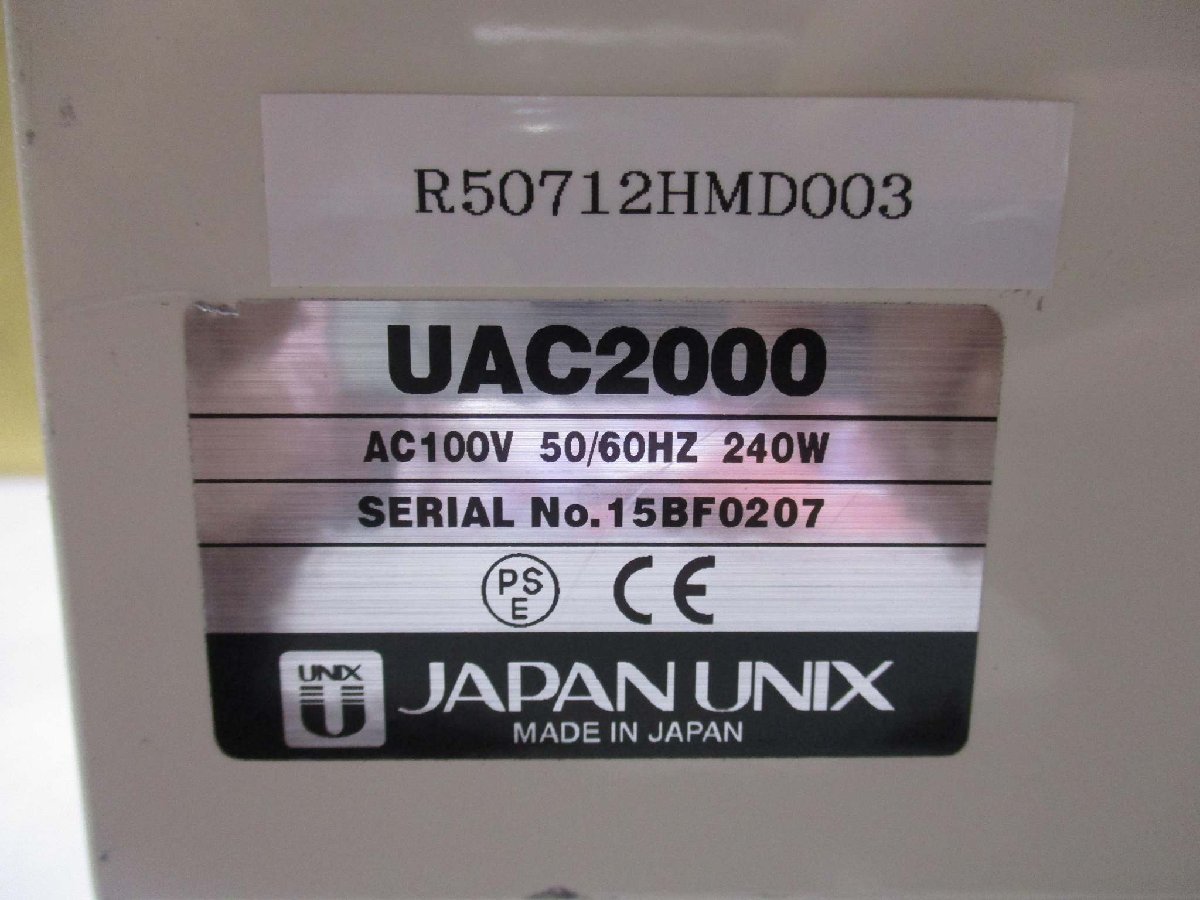 R50712HMD003
UAC2000
AC100V 50/60HZ 240W
SERIAL No.15BF0207
PS
E
CE
UNIX
U
JAPAN UNIX
MADE IN JAPAN